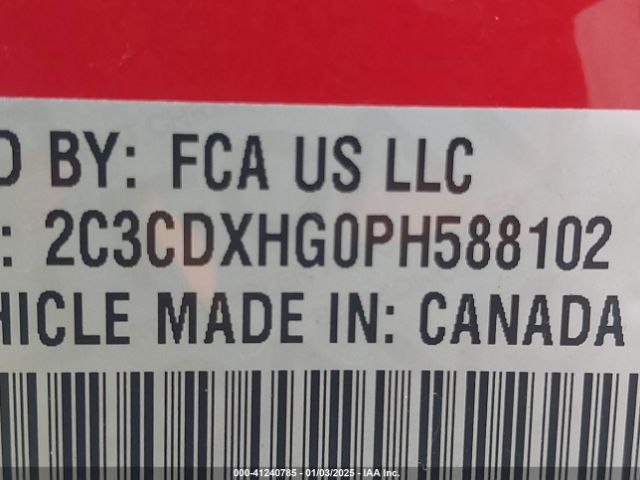 D BY: FCA US LLC
: 2C3CDXHG0PH588102
HICLE MADE IN: CANADA
000-41240785 - 01/03/2025 - IAA Inc.